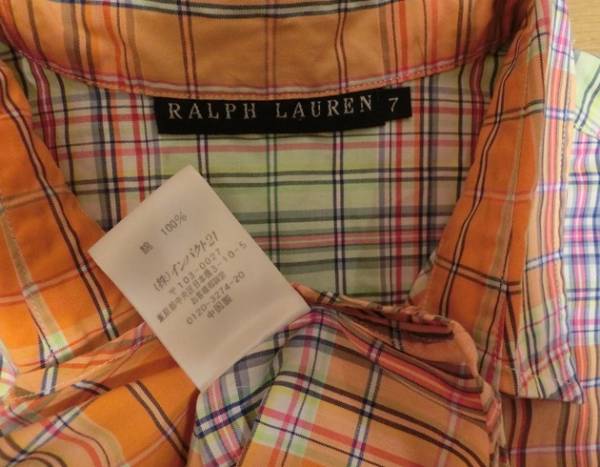 RALPH LAUREN 7
綿 100%
(株)インパクト21
〒103-0027
東京都中央区日本橋3-10-5
お客様相談室
0120-3274-20
中国製